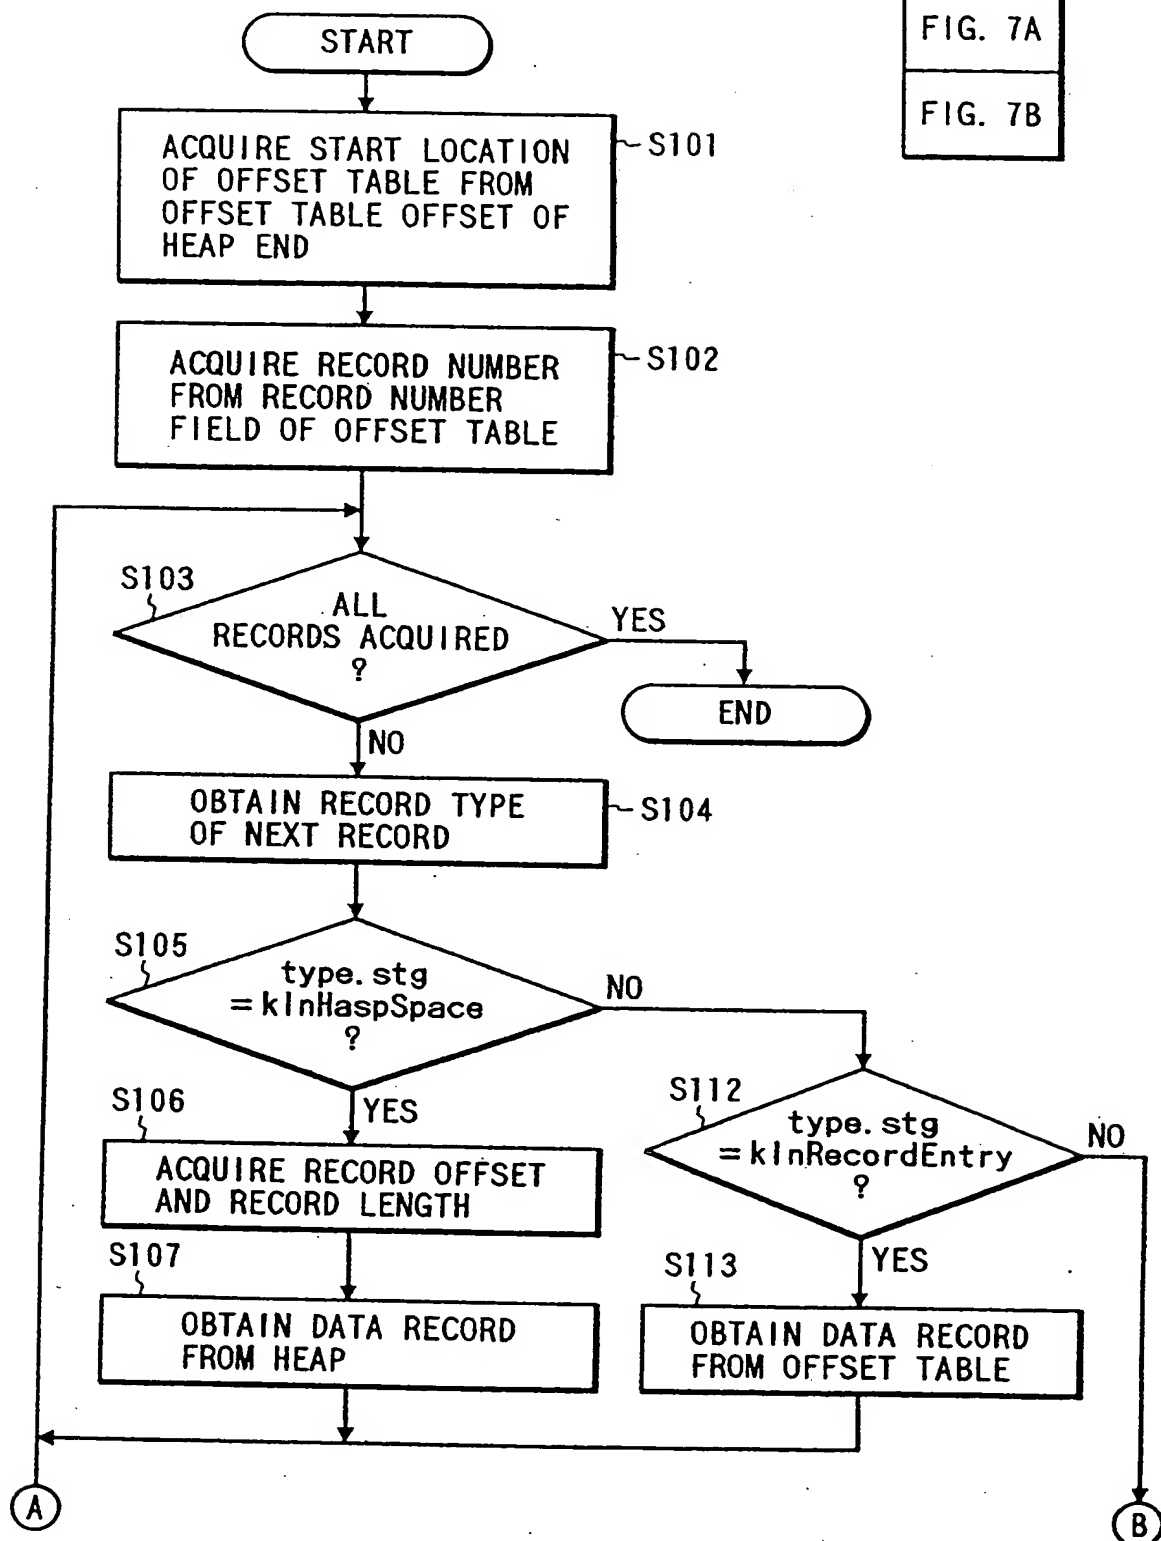 FIG. 7A
FIG. 7B
START
ACQUIRE START LOCATION
OF OFFSET TABLE FROM
OFFSET TABLE OFFSET OF
HEAP END
S101
ACQUIRE RECORD NUMBER
FROM RECORD NUMBER
FIELD OF OFFSET TABLE
S102
S103
ALL
RECORDS ACQUIRED
?
YES
END
NO
OBTAIN RECORD TYPE
OF NEXT RECORD
S104
S105
type.stg
=kInHaspSpace
?
NO
YES
S106
ACQUIRE RECORD OFFSET
AND RECORD LENGTH
S107
OBTAIN DATA RECORD
FROM HEAP
S112
type.stg
=kInRecordEntry
?
NO
YES
S113
OBTAIN DATA RECORD
FROM OFFSET TABLE
A
B